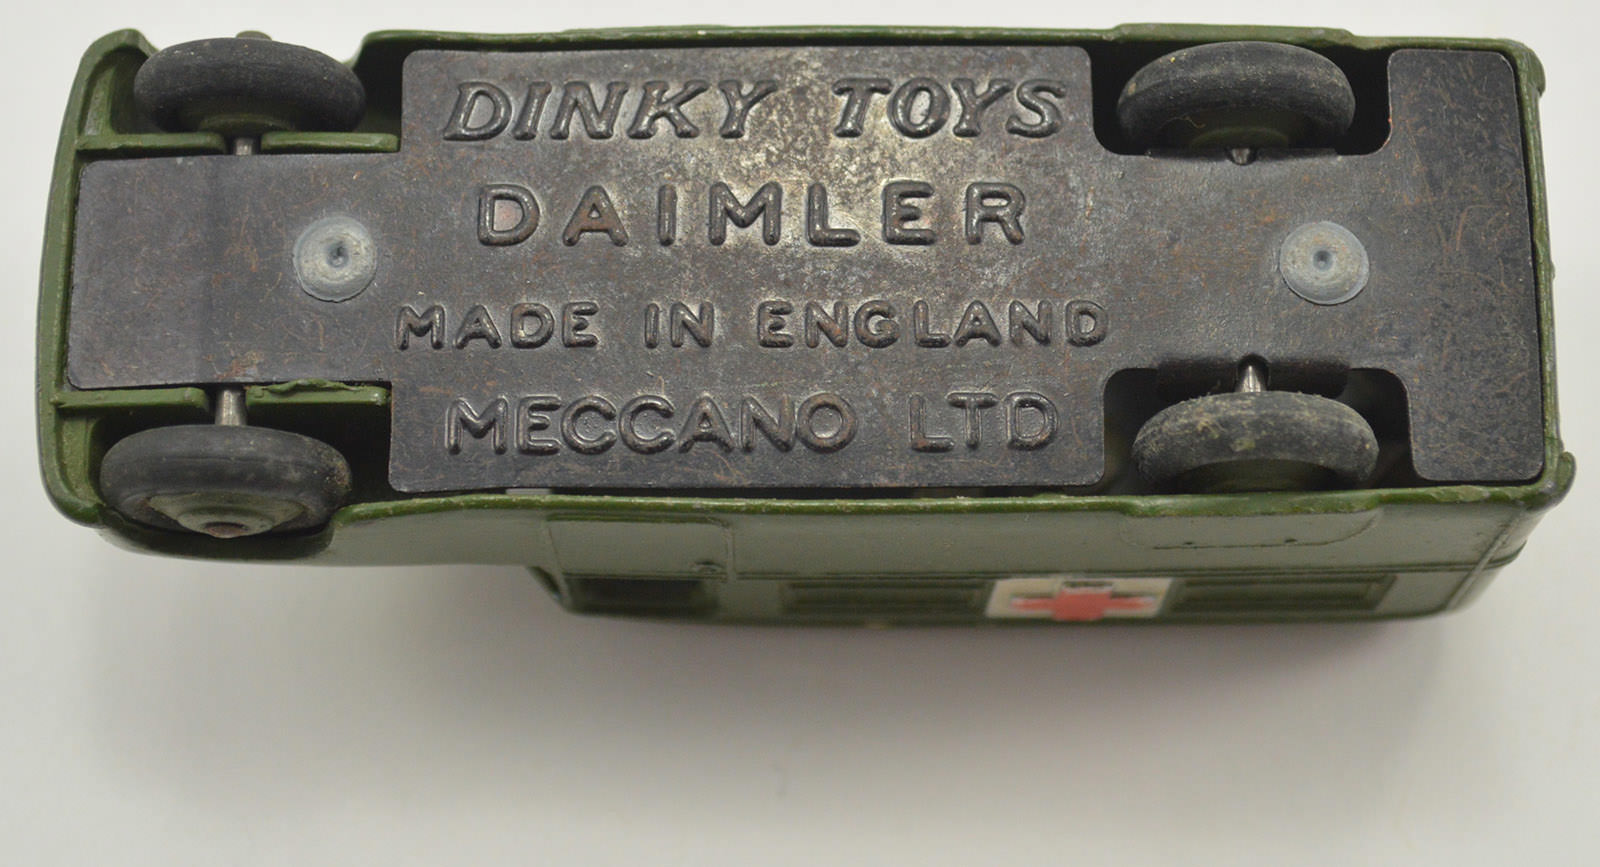 DINKY TOYS
DAIMLER
MADE IN ENGLAND
MECCANO LTD